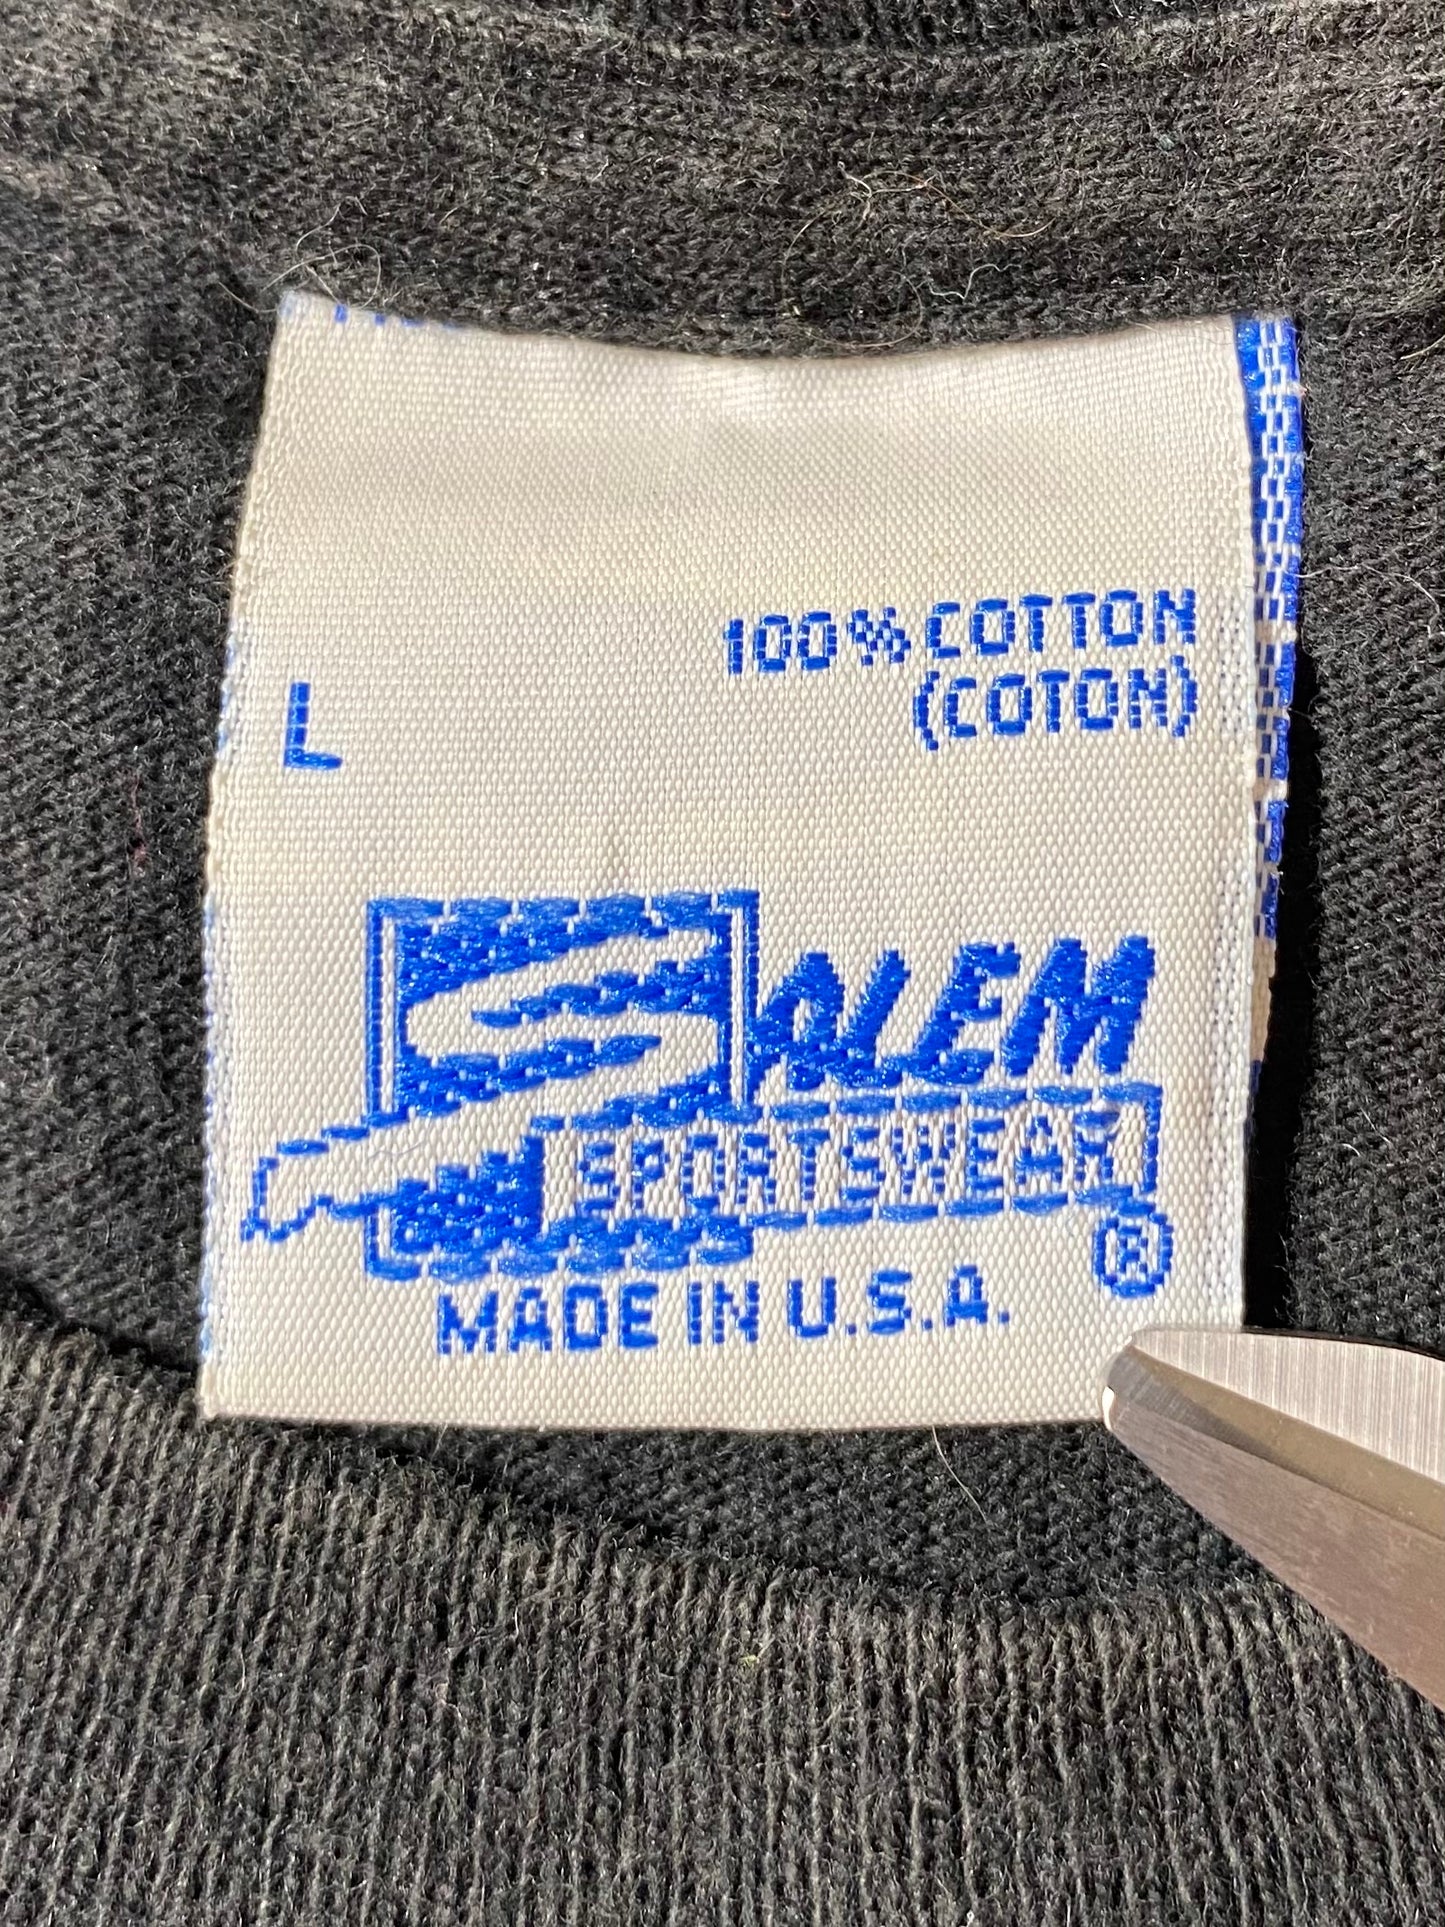 100% COTTON
(COTON)
L
SALEM
SPORTSWEAR
®
MADE IN U.S.A.